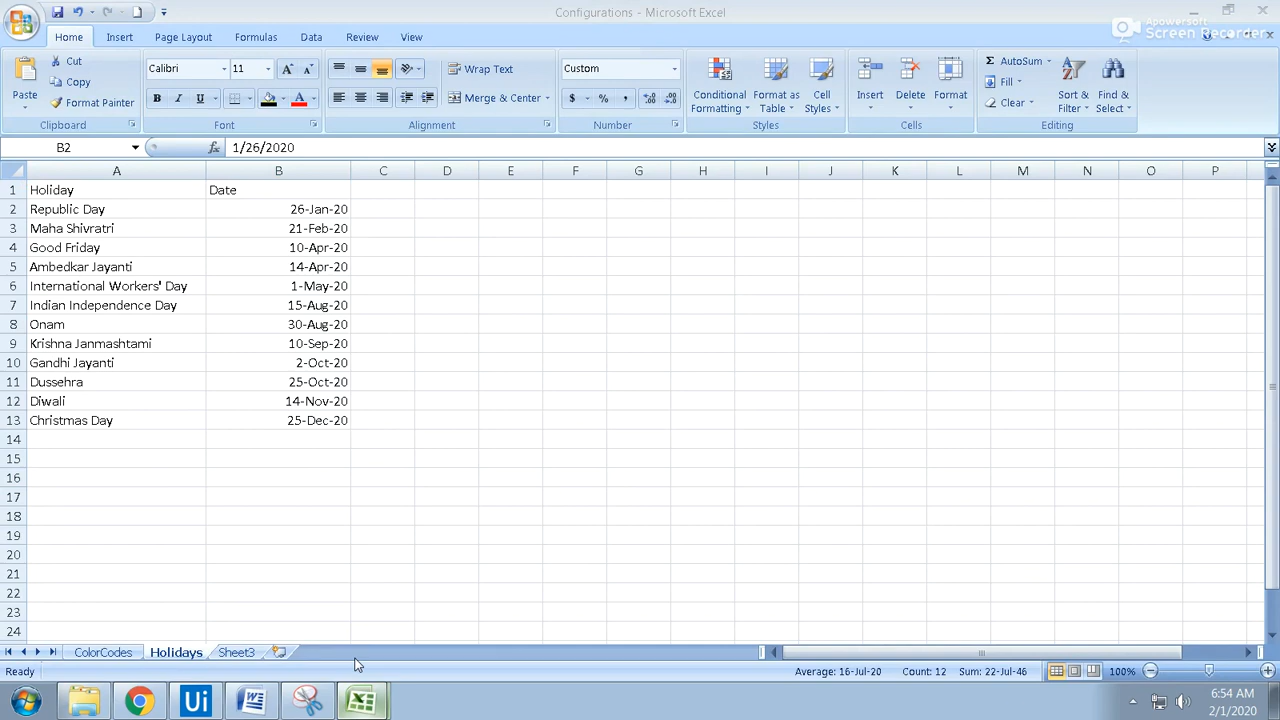 Configurations - Microsoft Excel
Apowersoft
Screen Recorder
Home Insert Page Layout Formulas Data Review View
Paste
Cut
Copy
Format Painter
Clipboard
Calibri 11
B I U A
Font
Wrap Text
Merge & Center
Alignment
Custom
$ % ,
Number
Conditional Formatting
Format as Table
Cell Styles
Styles
Insert Delete Format
Cells
Σ AutoSum
Fill
Clear
Sort & Filter
Find & Select
Editing
B2 fx 1/26/2020
A B C D E F G H I J K L M N O P
1 Holiday Date
2 Republic Day 26-Jan-20
3 Maha Shivratri 21-Feb-20
4 Good Friday 10-Apr-20
5 Ambedkar Jayanti 14-Apr-20
6 International Workers' Day 1-May-20
7 Indian Independence Day 15-Aug-20
8 Onam 30-Aug-20
9 Krishna Janmashtami 10-Sep-20
10 Gandhi Jayanti 2-Oct-20
11 Dussehra 25-Oct-20
12 Diwali 14-Nov-20
13 Christmas Day 25-Dec-20
14
15
16
17
18
19
20
21
22
23
24
ColorCodes Holidays Sheet3
Ready Average: 16-Jul-20 Count: 12 Sum: 22-Jul-46 100%
Ui W
6:54 AM
2/1/2020